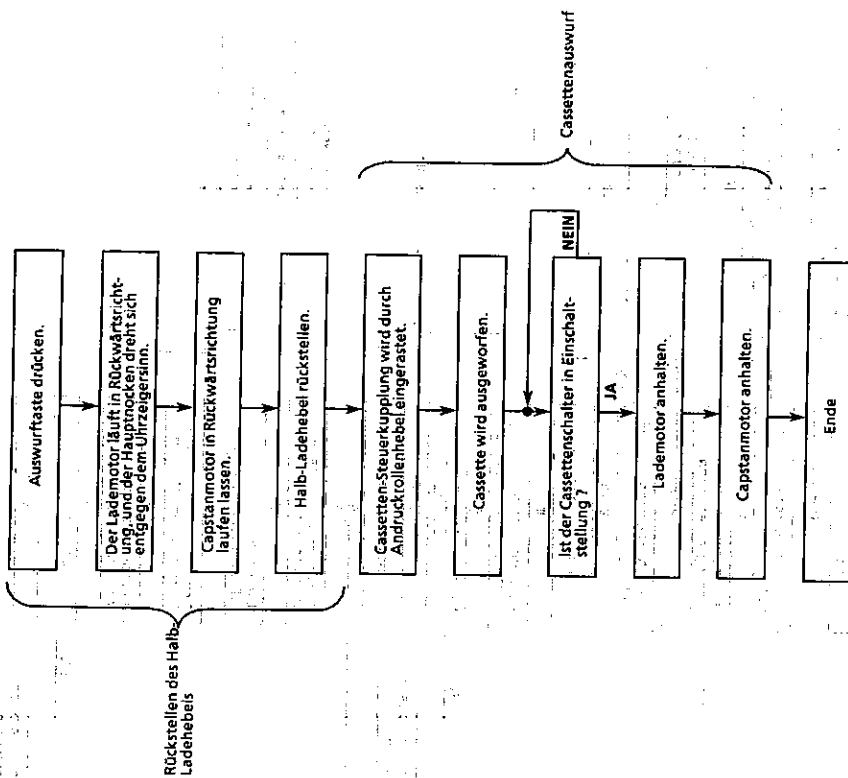 Rückstellen des Halb-
Ladehebels
Auswurftaste drücken.
Der Lademotor läuft in Rückwärtsricht-
ung, und der Hauptnocken dreht sich
entgegen dem Uhrzeigersinn.
Capstanmotor in Rückwärtsrichtung
laufen lassen.
Halb-Ladehebel rückstellen.
Cassettenauswurf
Cassetten-Steuerkupplung wird durch
Andruckrollenhebel eingerastet.
Cassette wird ausgeworfen.
Ist der Cassettenschalter in Einschalt-
stellung ?
NEIN
JA
Lademotor anhalten.
Capstanmotor anhalten.
Ende